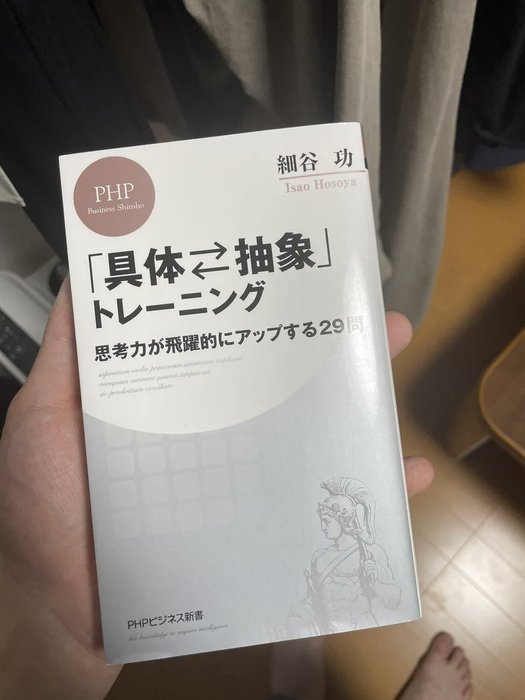 PHP
Business Shinsho
細谷 功
Isao Hosoya
「具体⇄抽象」
トレーニング
思考力が飛躍的にアップする29問
PHPビジネス新書